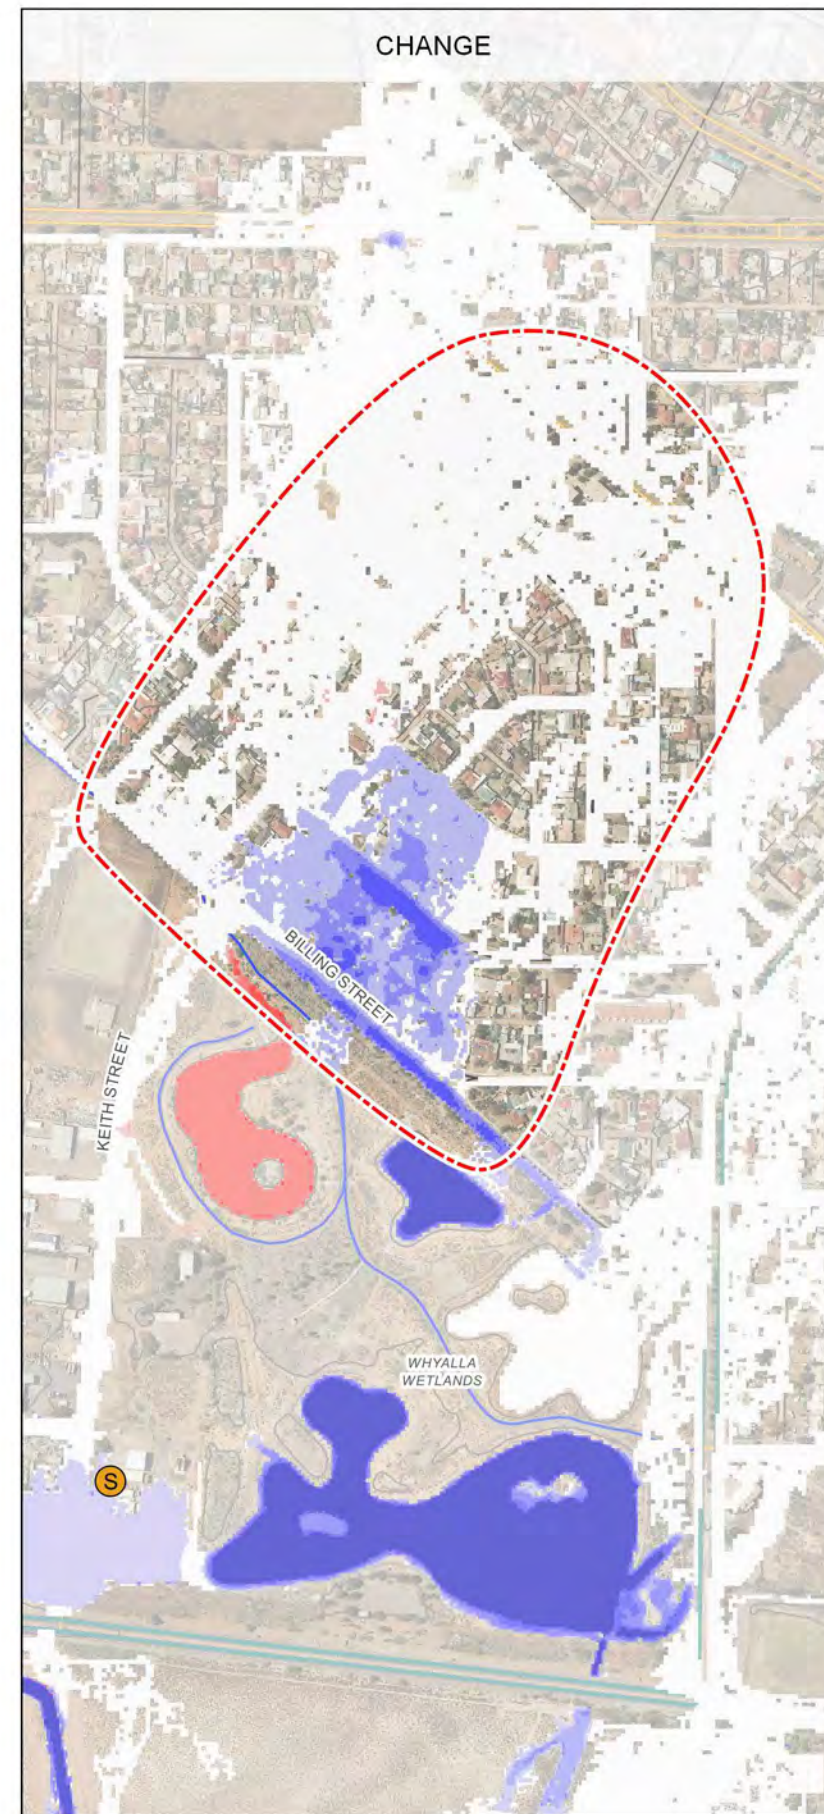 CHANGE
BILLING STREET
KEITH STREET
WHYALLA
WETLANDS
S